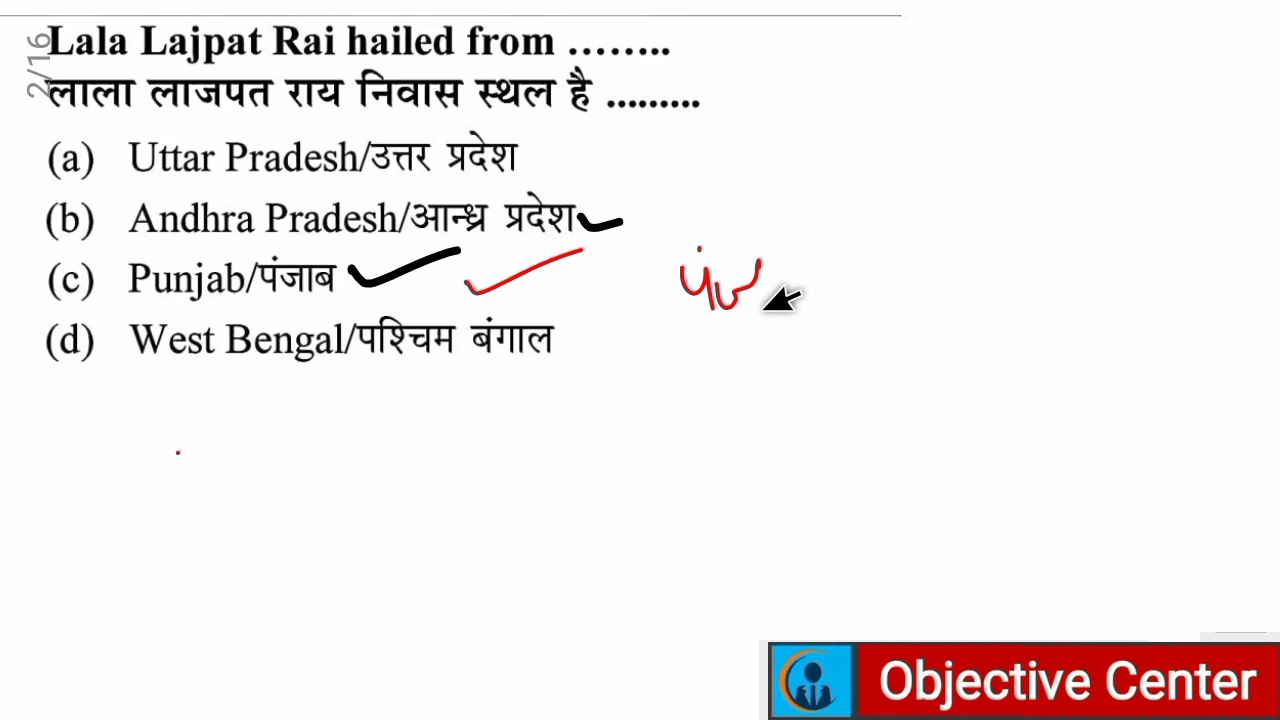 2/16
Lala Lajpat Rai hailed from ........
लाला लाजपत राय निवास स्थल है .........
(a) Uttar Pradesh/उत्तर प्रदेश
(b) Andhra Pradesh/आन्ध्र प्रदेश
(c) Punjab/पंजाब
(d) West Bengal/पश्चिम बंगाल
Objective Center